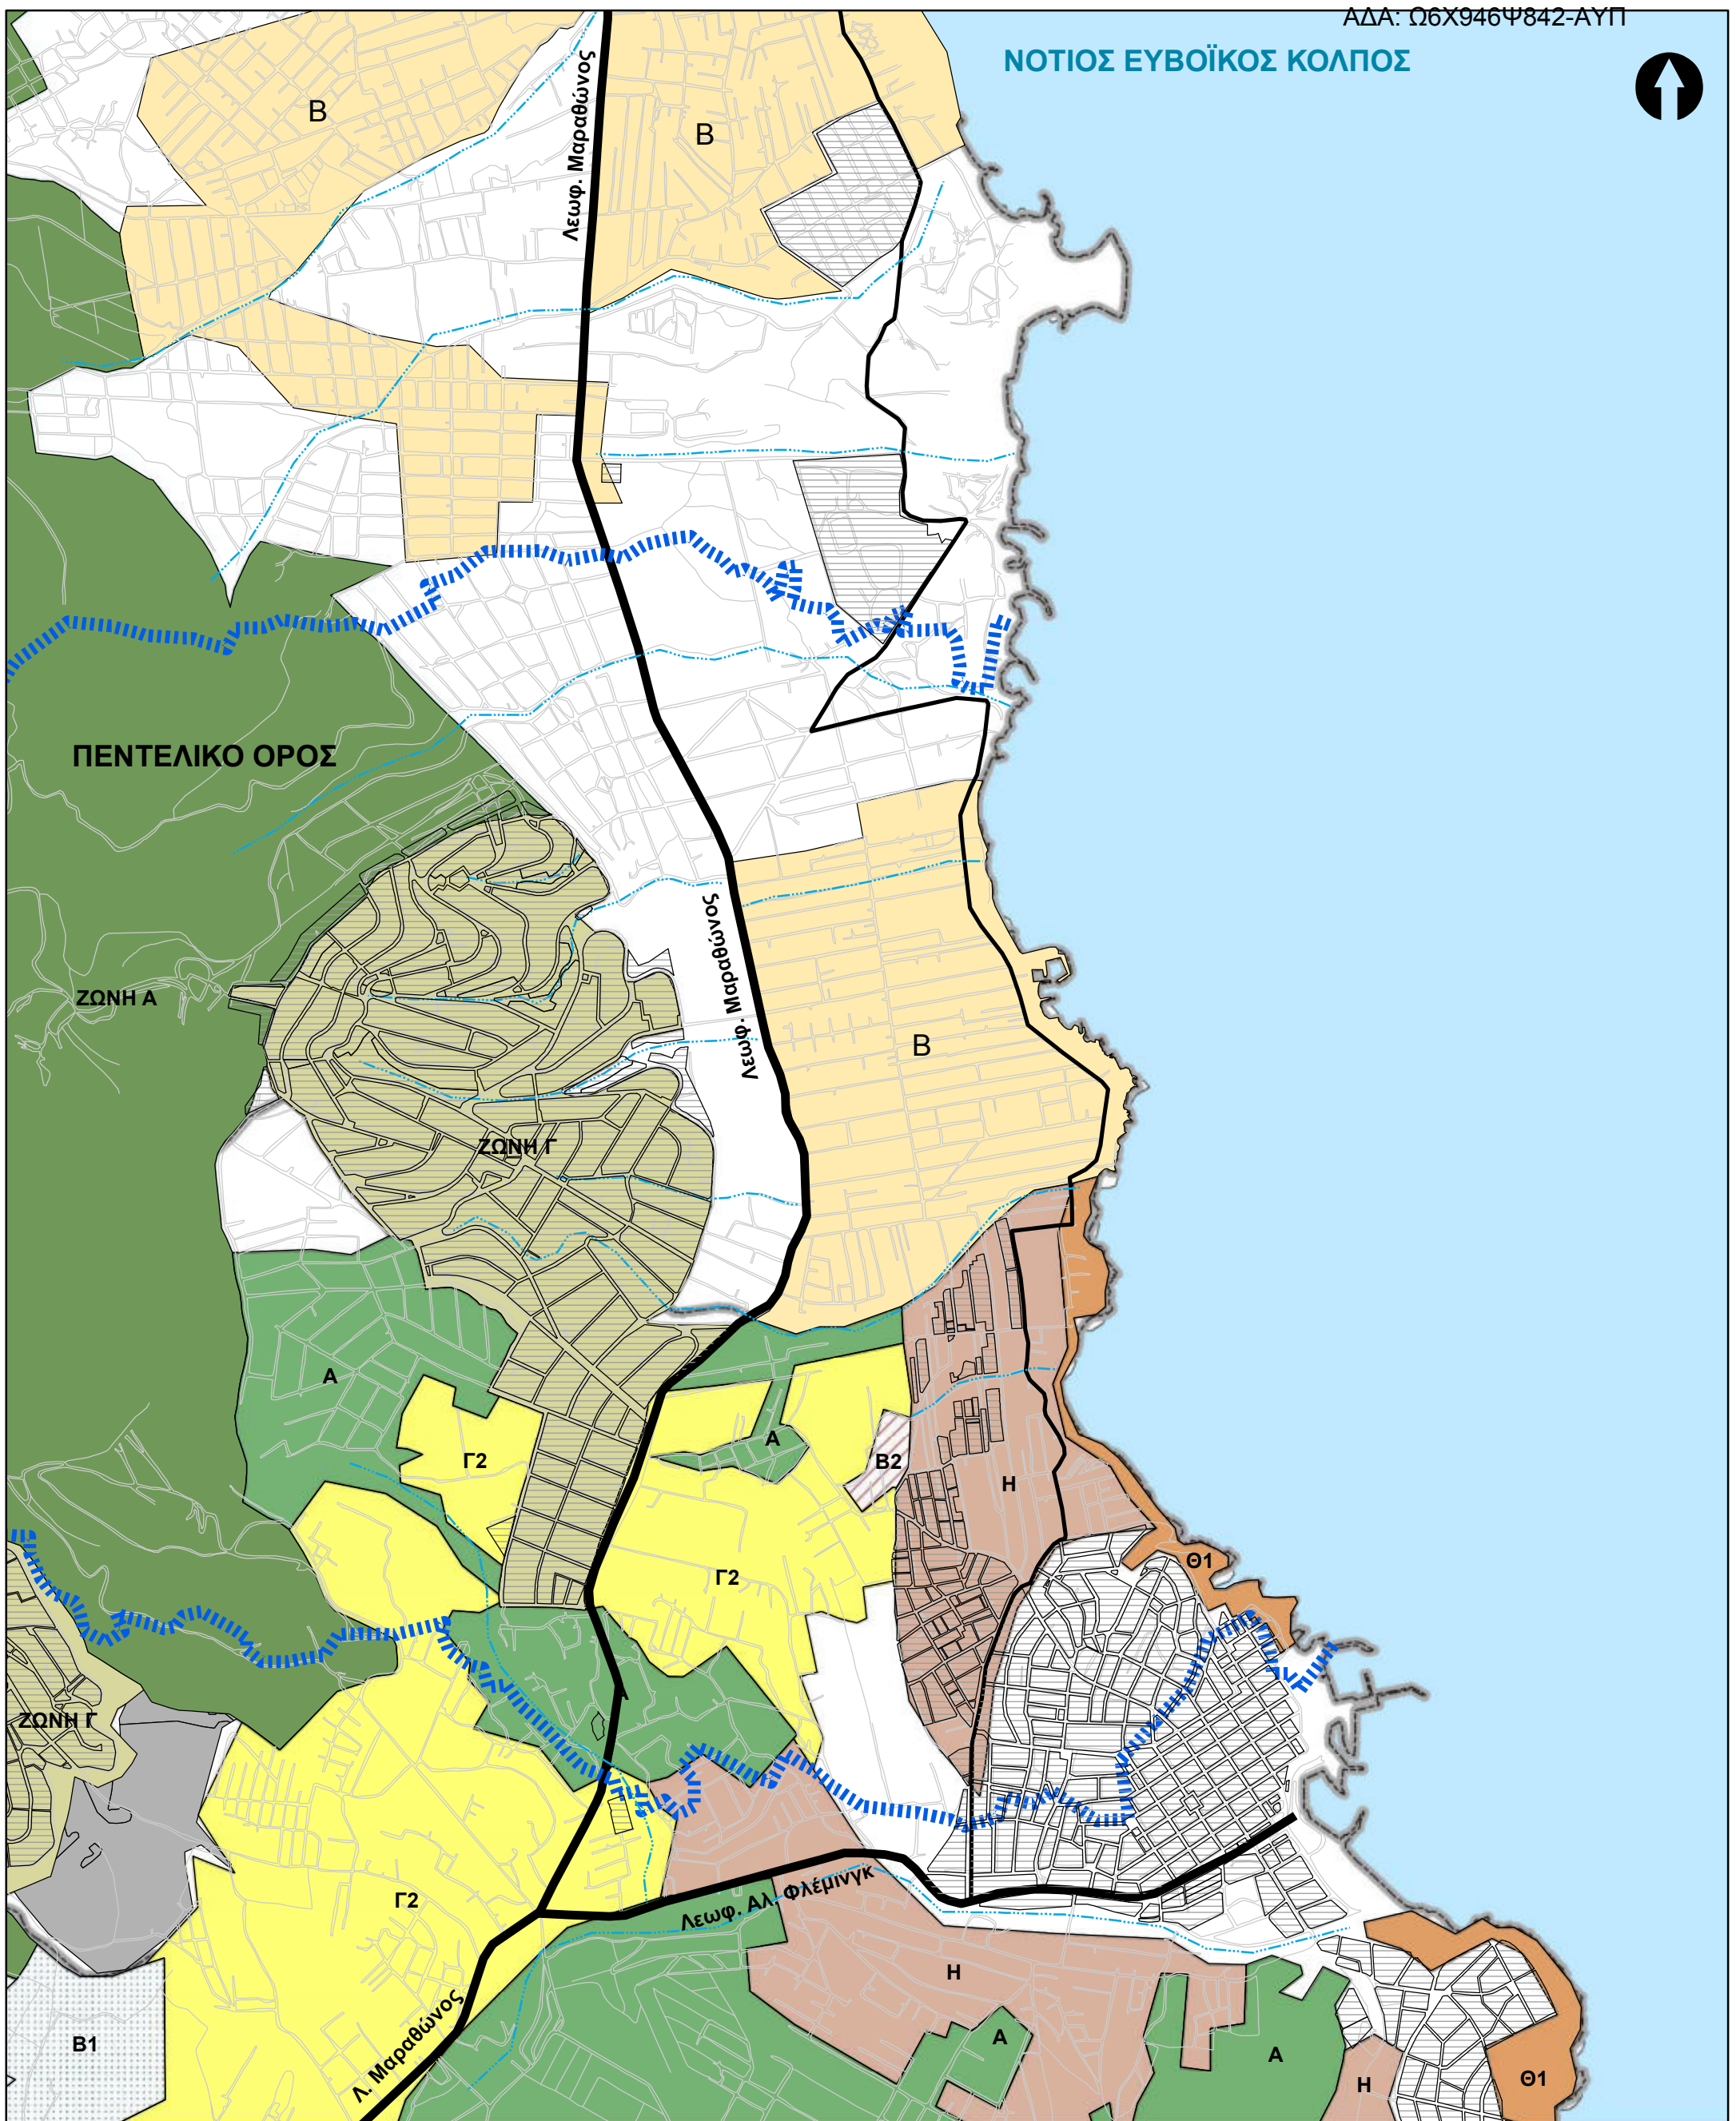 ΑΔΑ: Ω6Χ946Ψ842-ΑΥΠ
ΝΟΤΙΟΣ ΕΥΒΟΪΚΟΣ ΚΟΛΠΟΣ
Β
Β
Λεωφ. Μαραθώνος
ΠΕΝΤΕΛΙΚΟ ΟΡΟΣ
Λεωφ. Μαραθώνος
ΖΩΝΗ Α
Β
ΖΩΝΗ Γ
Α
Α
Γ2
Β2
Η
Θ1
Γ2
Α
ΖΩΝΗ Γ
Γ2
Λεωφ. Αλ. Φλέμινγκ
Η
Λ. Μαραθώνος
Β1
Α
Α
Η
Θ1